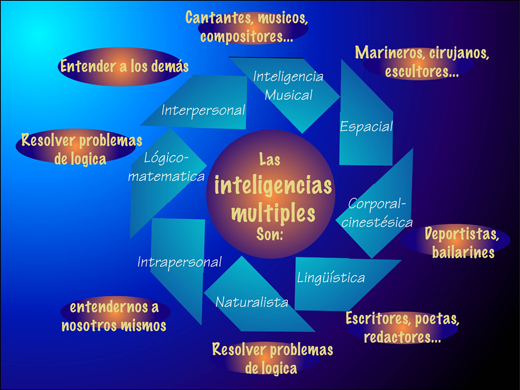 Cantantes, musicos,
compositores...
Entender a los demás
Marineros, cirujanos,
escultores...
Inteligencia
Musical
Interpersonal
Espacial
Resolver problemas
de logica
Lógico-
matematica
Las
inteligencias
multiples
Son:
Corporal-
cinestésica
Deportistas,
bailarines
Intrapersonal
Lingüística
Naturalista
entendernos a
nosotros mismos
Escritores, poetas,
redactores...
Resolver problemas
de logica